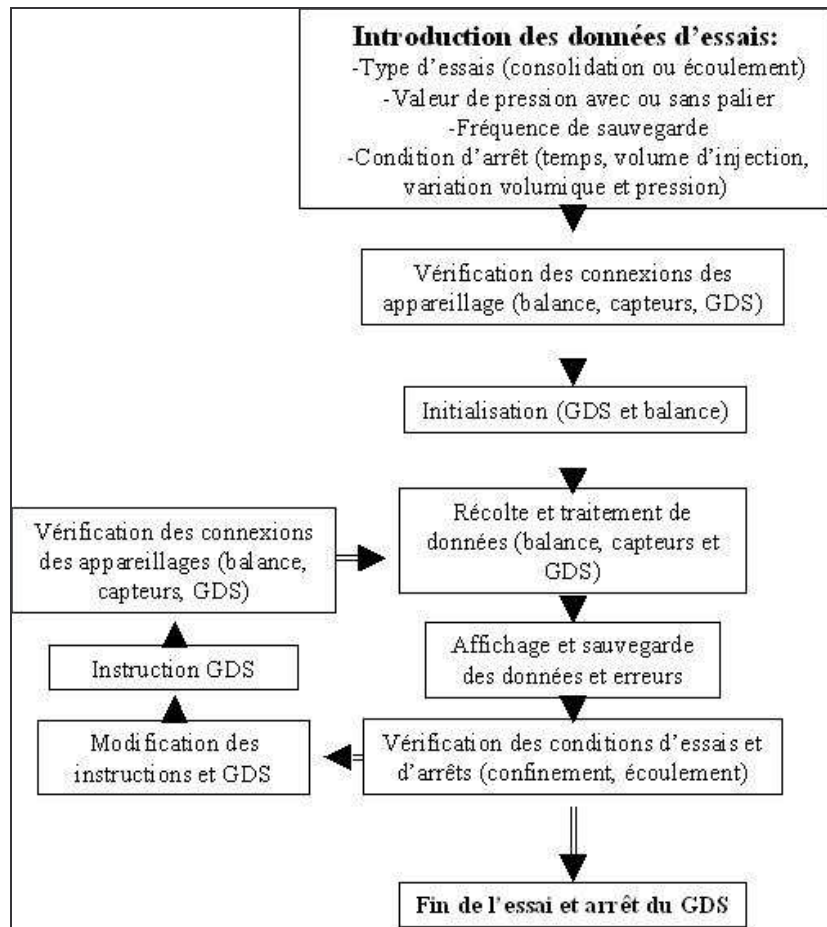 Introduction des données d'essais:
-Type d'essais (consolidation ou écoulement)
-Valeur de pression avec ou sans palier
-Fréquence de sauvegarde
-Condition d'arrêt (temps, volume d'injection,
variation volumique et pression)
Vérification des connexions des
appareillage (balance, capteurs, GDS)
Initialisation (GDS et balance)
Récolte et traitement de
données (balance, capteurs et
GDS)
Vérification des connexions
des appareillages (balance,
capteurs, GDS)
Affichage et sauvegarde
des données et erreurs
Instruction GDS
Vérification des conditions d'essais et
d'arrêts (confinement, écoulement)
Modification des
instructions et GDS
Fin de l'essai et arrêt du GDS